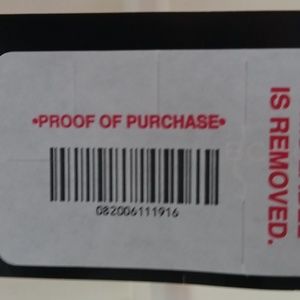 •PROOF OF PURCHASE•
082006111916
IS REMOVED.